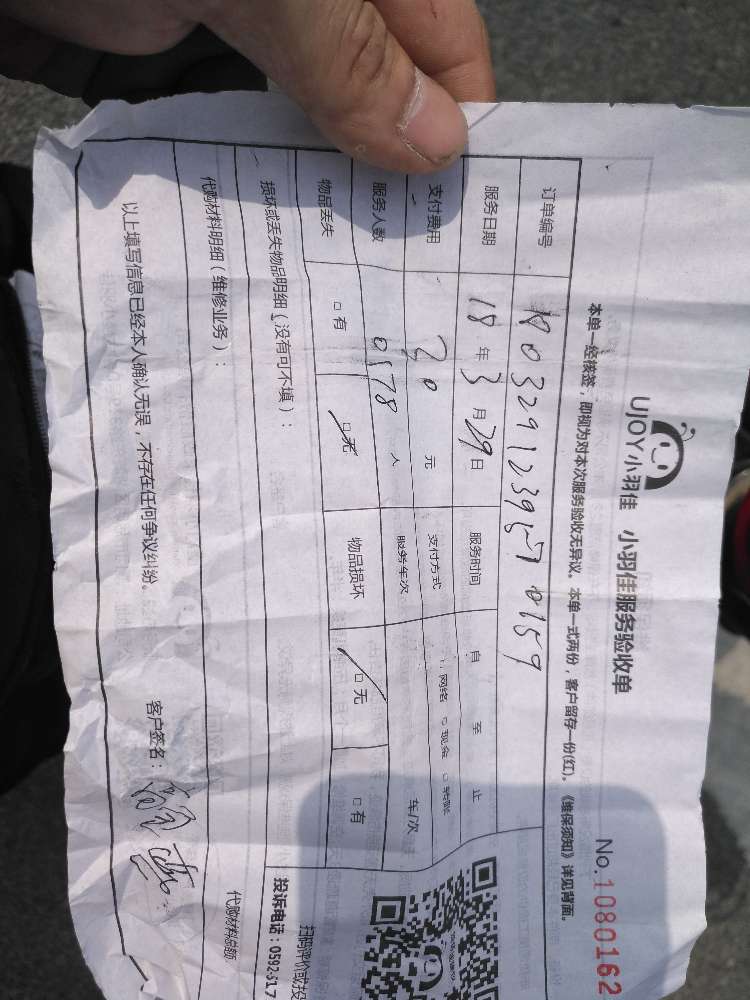 UJOY小羽佳 小羽佳服务验收单
No.1080162
本单一经核签，即视为对本次服务验收无异议。本单一式两份，客户留存一份(红)。《维保须知》详见背面。
订单编号
服务日期 18 年 3 月 29 日 服务时间 自 至 止
支付费用 20 元 支付方式 □网络 □现金 □转账
服务人数 0578 人 服务车次 车/次
物品丢失 □有 □无 物品损坏 □无 □有
损坏或丢失物品明细（没有可不填）：
扫码评价或投
投诉电话：0592-517
代购材料明细（维修业务）：
代购材料总额
以上填写信息已经本人确认无误，不存在任何争议纠纷。 客户签名：